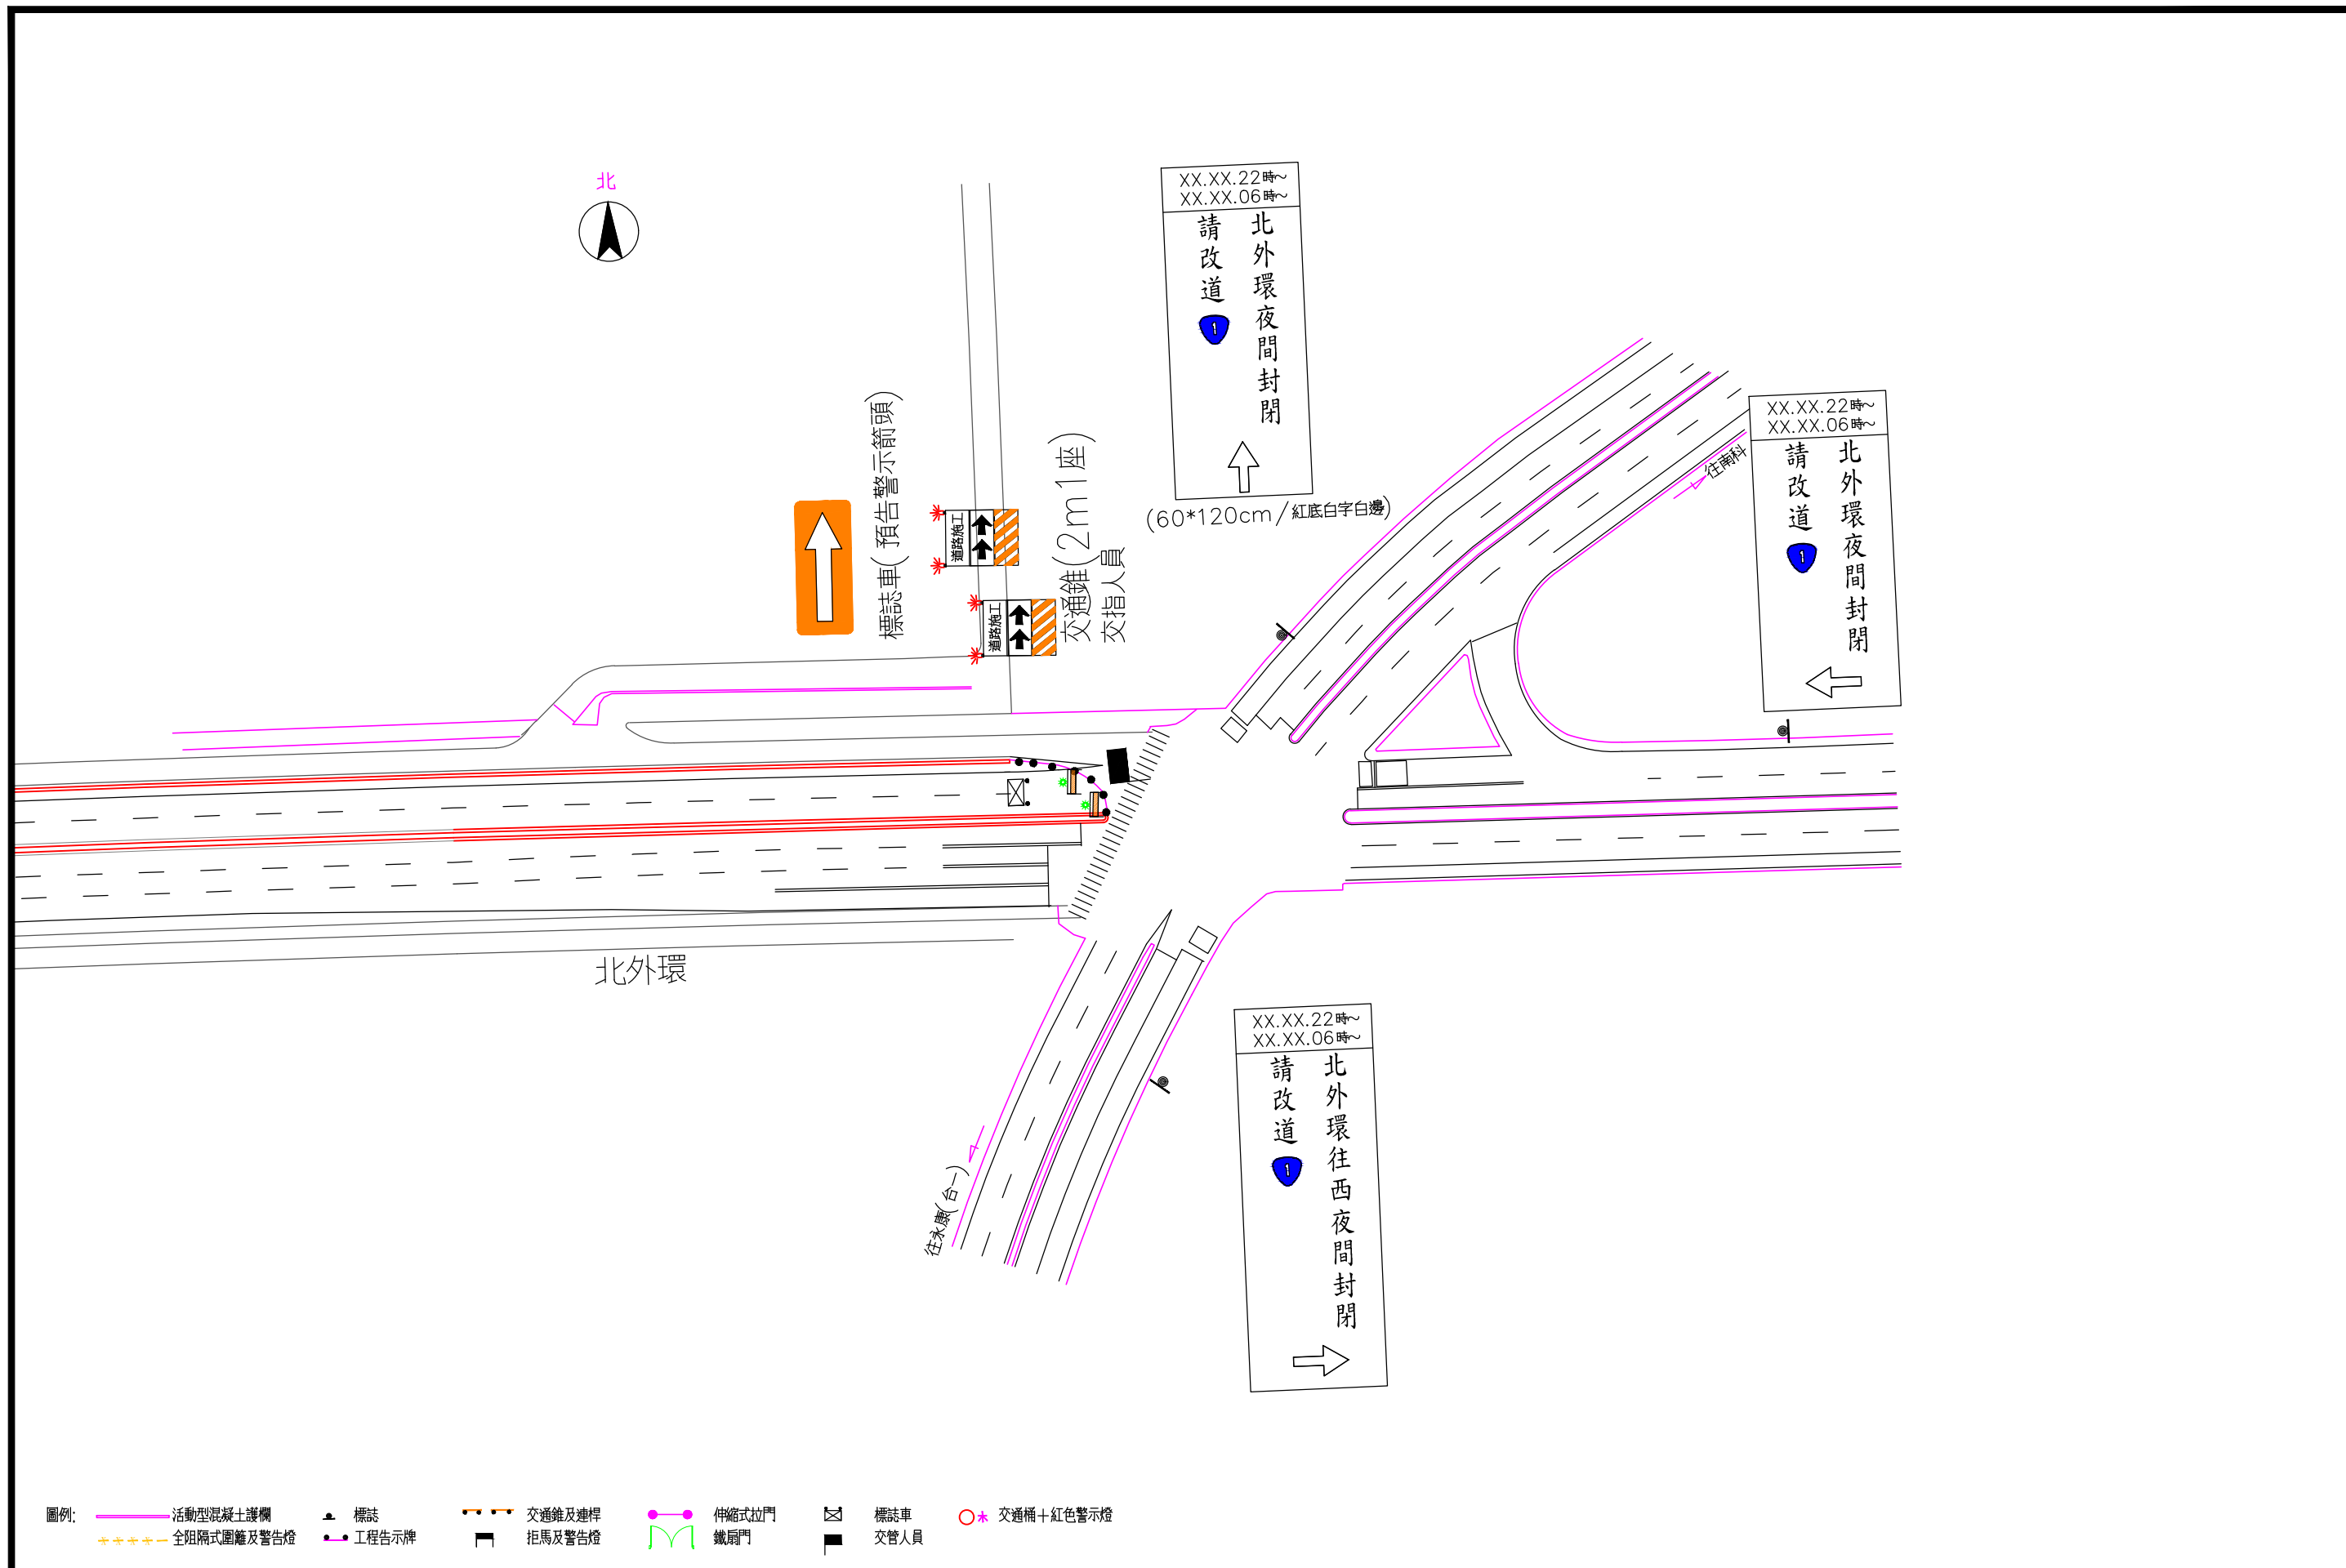 北
XX.XX.22時~
XX.XX.06時~
北外環夜間封閉
請改道
1
(60*120cm/紅底白字白邊)
XX.XX.22時~
XX.XX.06時~
北外環夜間封閉
請改道
1
往南科
標誌車(預告警示箭頭)
道路施工
道路施工
交通錐(2m1座)
交指人員
北外環
往永康(台一)
XX.XX.22時~
XX.XX.06時~
北外環往西夜間封閉
請改道
1
圖例: 活動型混凝土護欄 標誌 交通錐及連桿 伸縮式拉門 標誌車 交通桶+紅色警示燈
全阻隔式圍籬及警告燈 工程告示牌 拒馬及警告燈 鐵扇門 交管人員